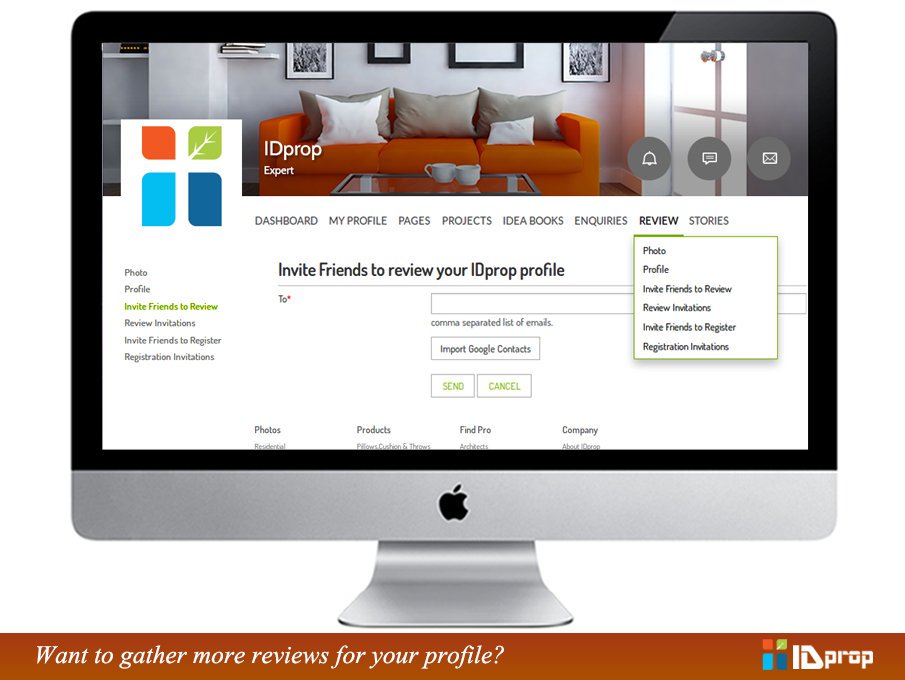 IDprop
Expert
DASHBOARD MY PROFILE PAGES PROJECTS IDEA BOOKS ENQUIRIES REVIEW STORIES
Photo
Profile
Invite Friends to Review
Review Invitations
Invite Friends to Register
Registration Invitations
Photo
Profile
Invite Friends to Review
Review Invitations
Invite Friends to Register
Registration Invitations
Invite Friends to review your IDprop profile
To*
comma separated list of emails.
Import Google Contacts
SEND CANCEL
Photos Products Find Pro Company
Residential Pillows,Cushion & Throws Architects About IDprop
Want to gather more reviews for your profile?
IDprop